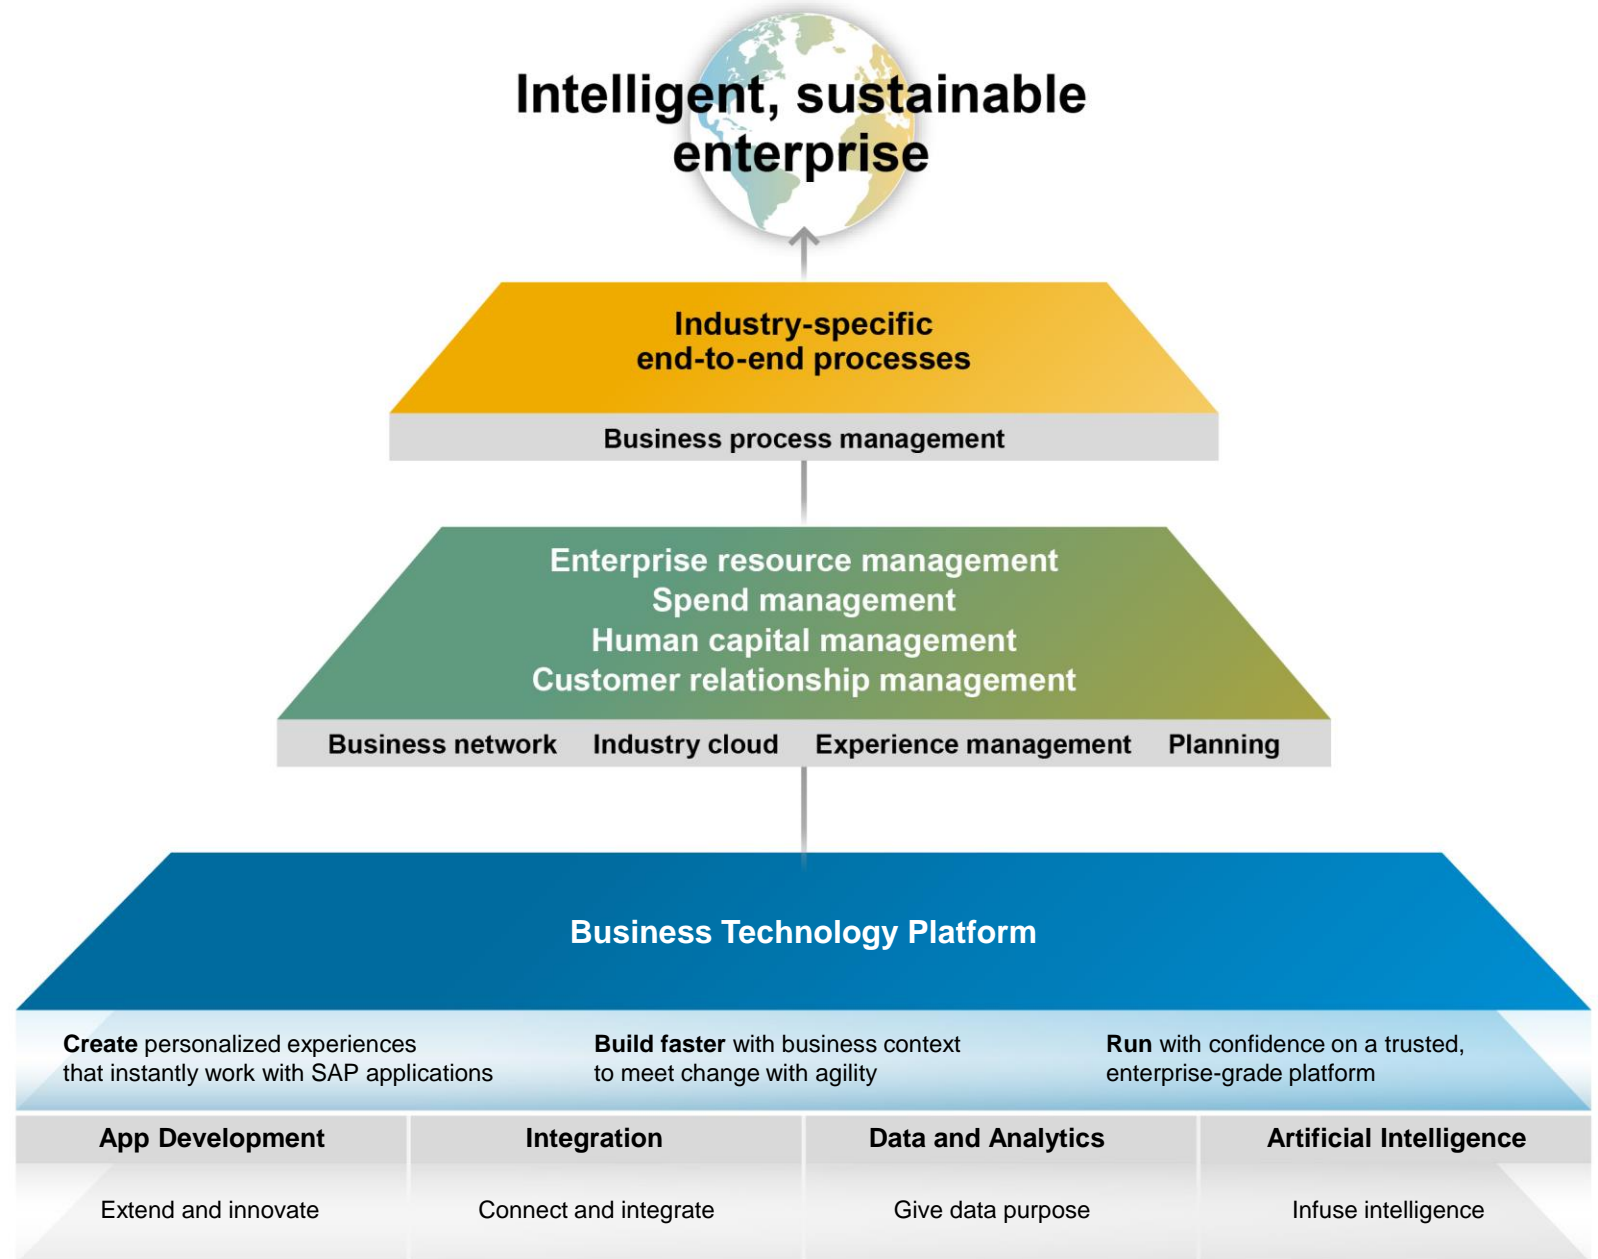 Intelligent, sustainable
enterprise
Industry-specific
end-to-end processes
Business process management
Enterprise resource management
Spend management
Human capital management
Customer relationship management
Business network Industry cloud Experience management Planning
Business Technology Platform
Create personalized experiences
that instantly work with SAP applications
Build faster with business context
to meet change with agility
Run with confidence on a trusted,
enterprise-grade platform
App Development Integration Data and Analytics Artificial Intelligence
Extend and innovate Connect and integrate Give data purpose Infuse intelligence